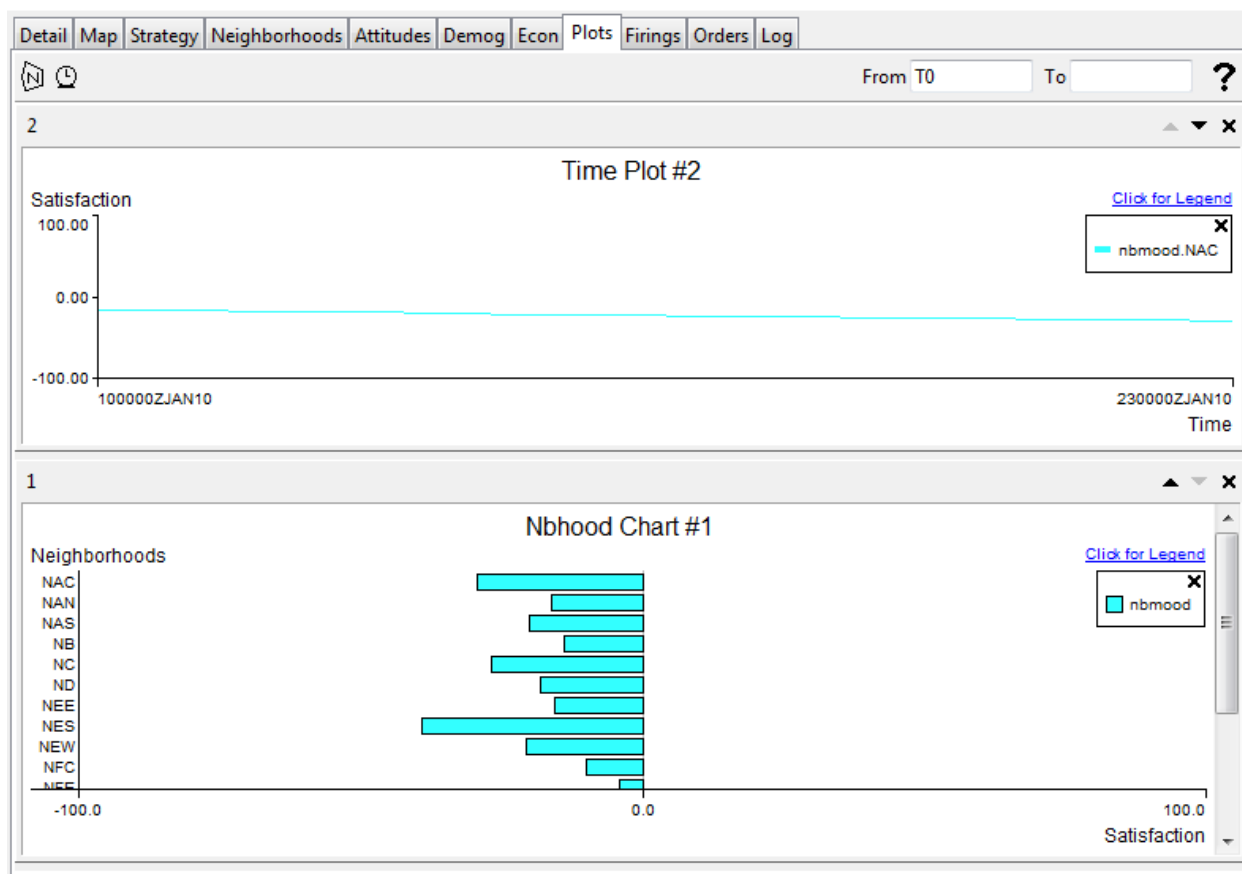 Detail Map Strategy Neighborhoods Attitudes Demog Econ Plots Firings Orders Log
N From T0 To ?
2
Time Plot #2
Satisfaction Click for Legend
100.00
nbmood.NAC
0.00
-100.00
100000ZJAN10 230000ZJAN10
Time
1
Nbhood Chart #1
Neighborhoods Click for Legend
NAC
NAN nbmood
NAS
NB
NC
ND
NEE
NES
NEW
NFC
-100.0 0.0 100.0
Satisfaction